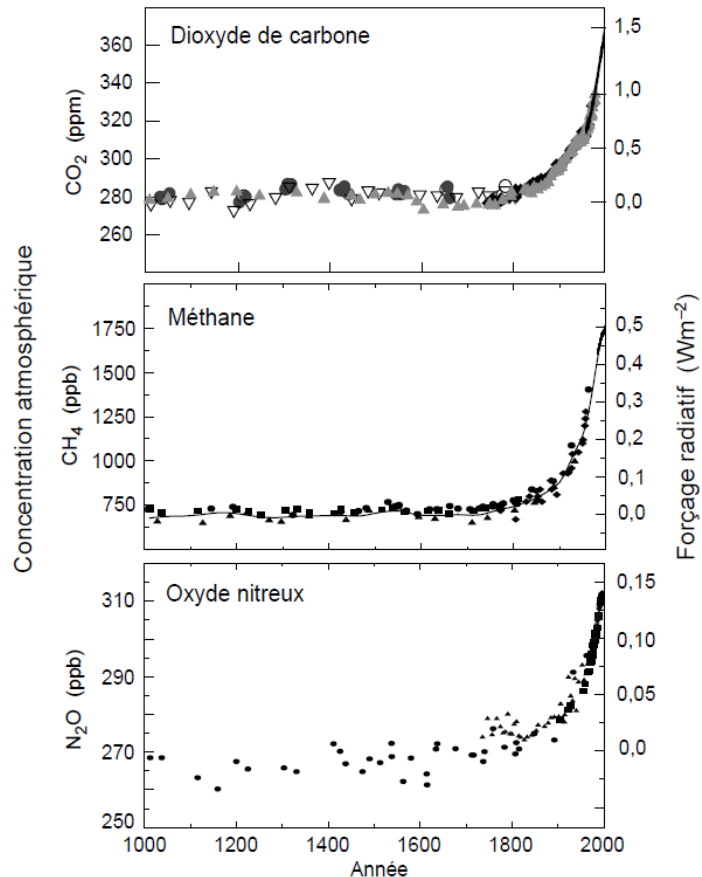 Concentration atmosphérique
Dioxyde de carbone
CO₂ (ppm)
360
340
320
300
280
260
1,5
1,0
0,5
0,0
Méthane
CH₄ (ppb)
1750
1500
1250
1000
750
0,5
0,4
0,3
0,2
0,1
0,0
Oxyde nitreux
N₂O (ppb)
310
290
270
250
0,15
0,10
0,05
0,0
Forçage radiatif (Wm⁻²)
1000 1200 1400 1600 1800 2000
Année